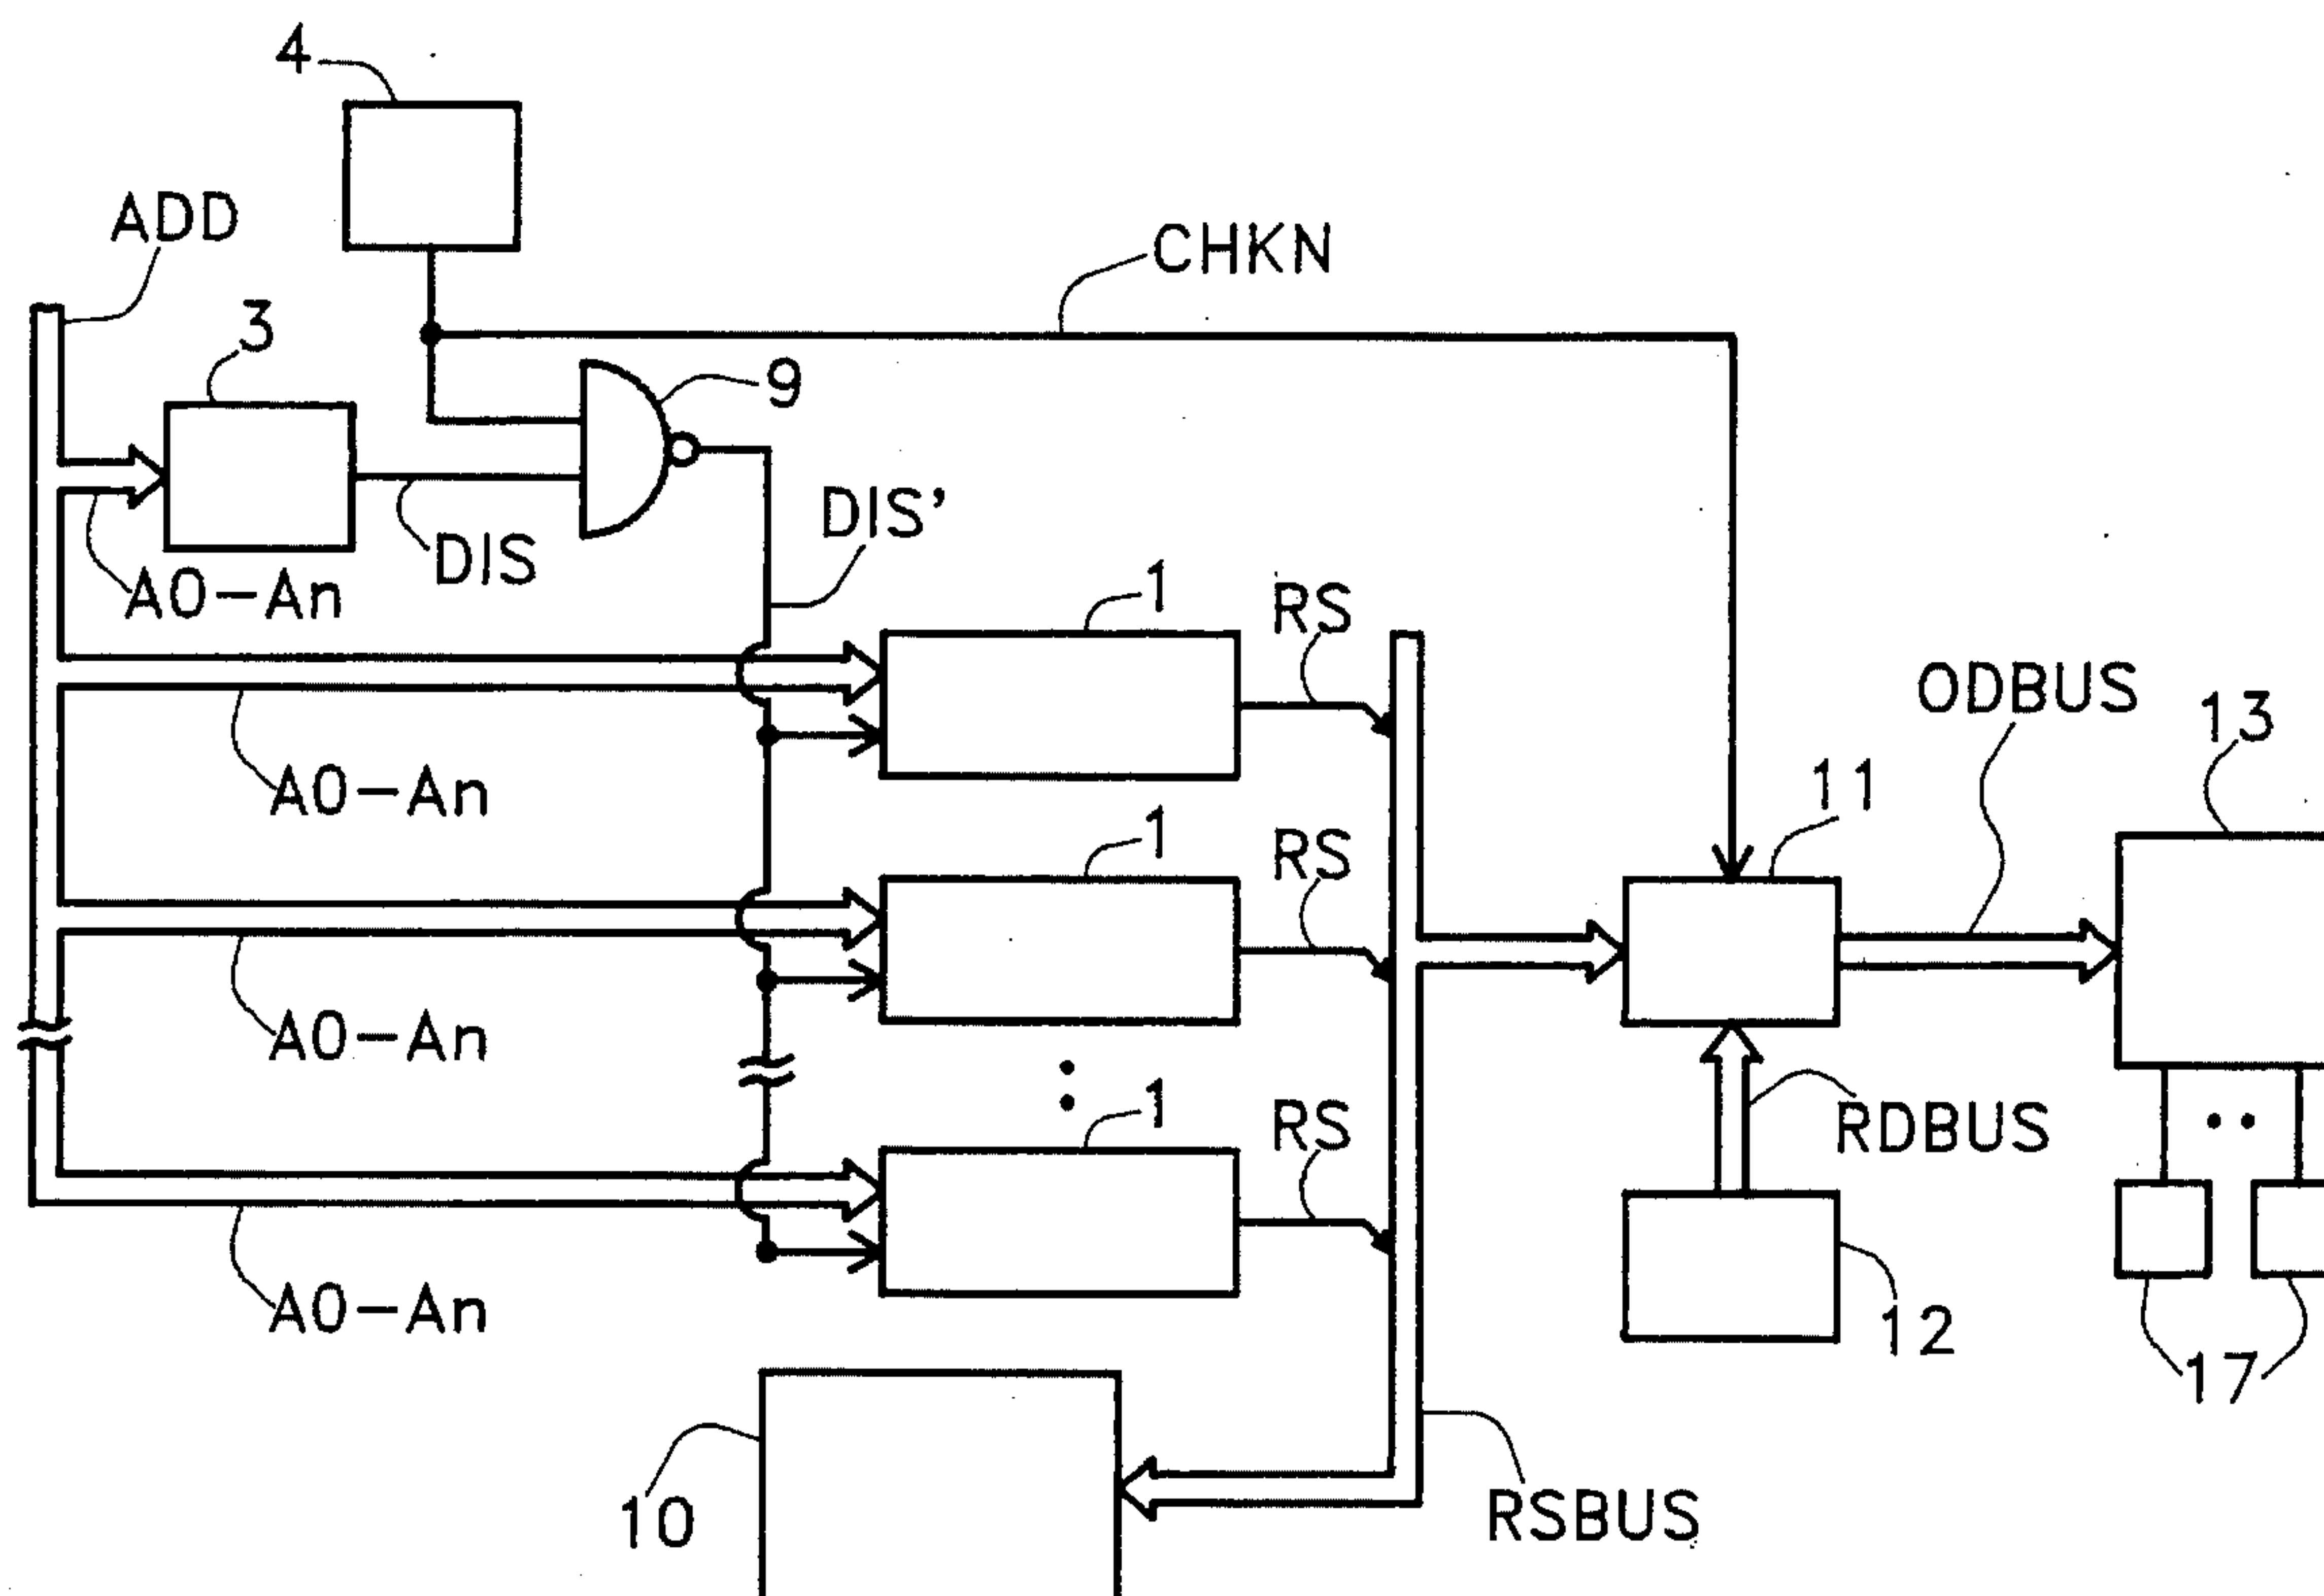 4
ADD
CHKN
3
9
DIS'
DIS
A0-An
1
RS
ODBUS
13
11
A0-An
1
RS
A0-An
1
RS
RDBUS
A0-An
12
17
10
RSBUS